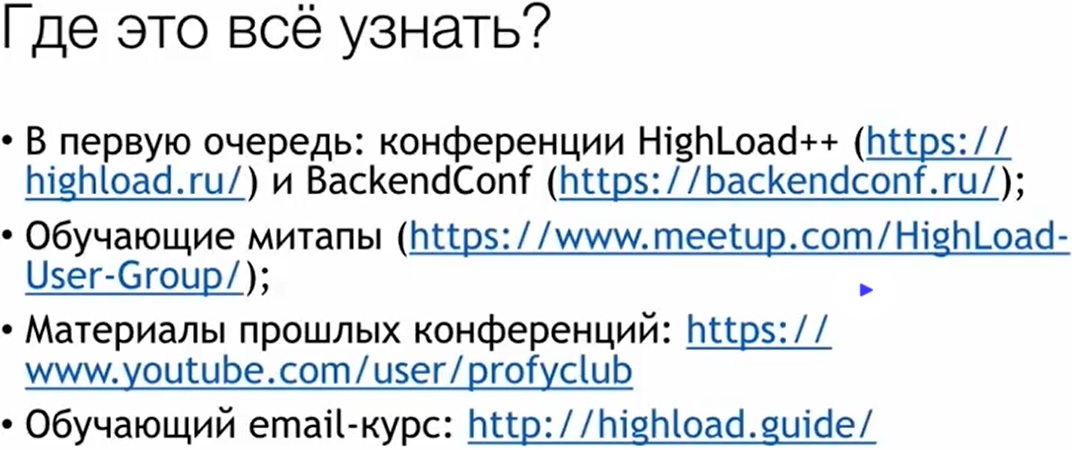 Где это всё узнать?
• В первую очередь: конференции HighLoad++ (https://
highload.ru/) и BackendConf (https://backendconf.ru/);
• Обучающие митапы (https://www.meetup.com/HighLoad-
User-Group/);
• Материалы прошлых конференций: https://
www.youtube.com/user/profyclub
• Обучающий email-курс: http://highload.guide/